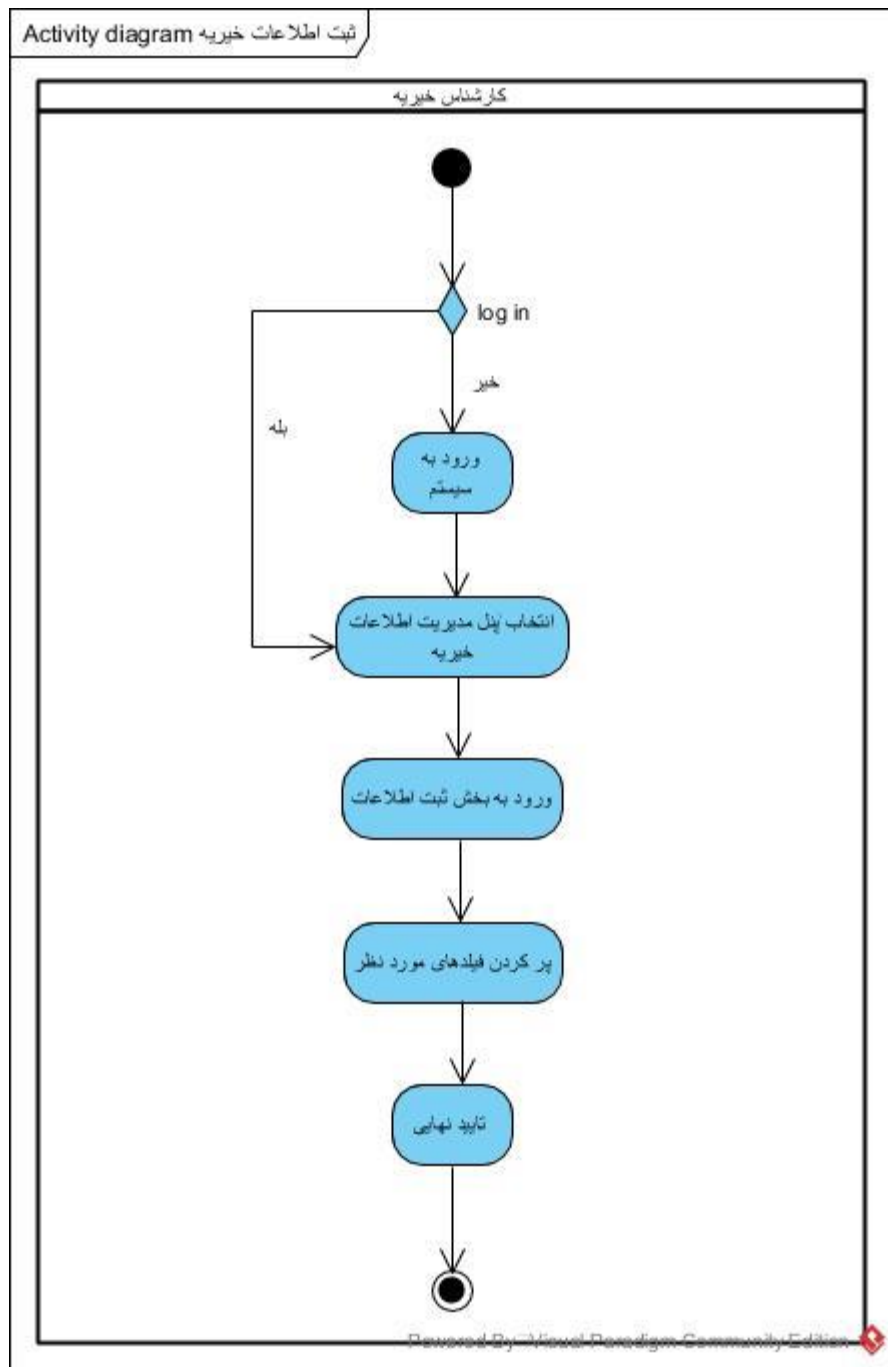 Activity diagram ثبت اطلاعات خیریه
کارشناس خیریه
log in
خیر
بله
ورود به
سیستم
انتخاب پنل مدیریت اطلاعات
خیریه
ورود به بخش ثبت اطلاعات
پر کردن فیلدهای مورد نظر
تایید نهایی
Powered By Visual Paradigm Community Edition